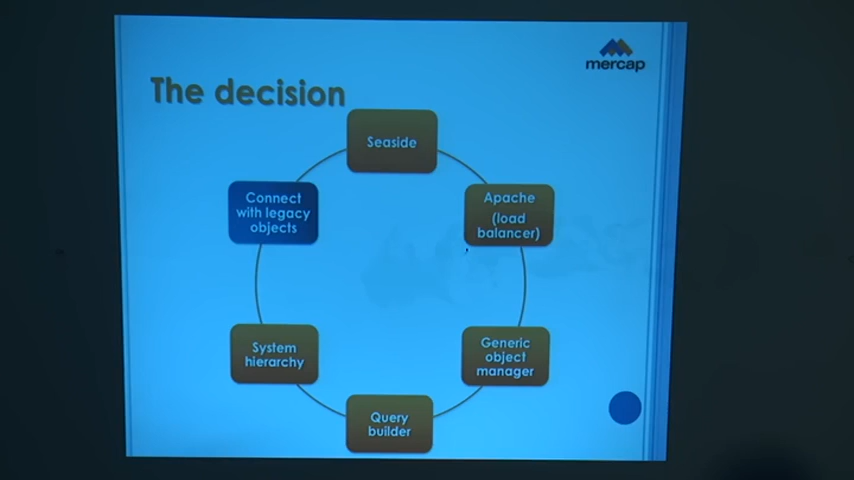 mercap
The decision
Seaside
Apache
(load
balancer)
Generic
object
manager
Query
builder
System
hierarchy
Connect
with legacy
objects